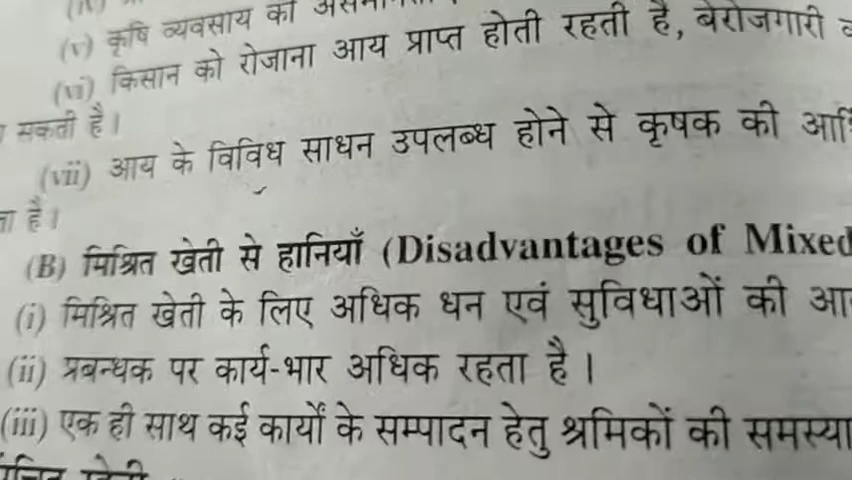 (v) कृषि व्यवसाय की
(vi) किसान को रोजाना आय प्राप्त होती रहती है, बेरोजगारी
सकती है।
(vii) आय के विविध साधन उपलब्ध होने से कृषक की
है।
(B) मिश्रित खेती से हानियाँ (Disadvantages of Mixed
(i) मिश्रित खेती के लिए अधिक धन एवं सुविधाओं की
(ii) प्रबन्धक पर कार्य-भार अधिक रहता है।
(iii) एक ही साथ कई कार्यों के सम्पादन हेतु श्रमिकों की समस्या